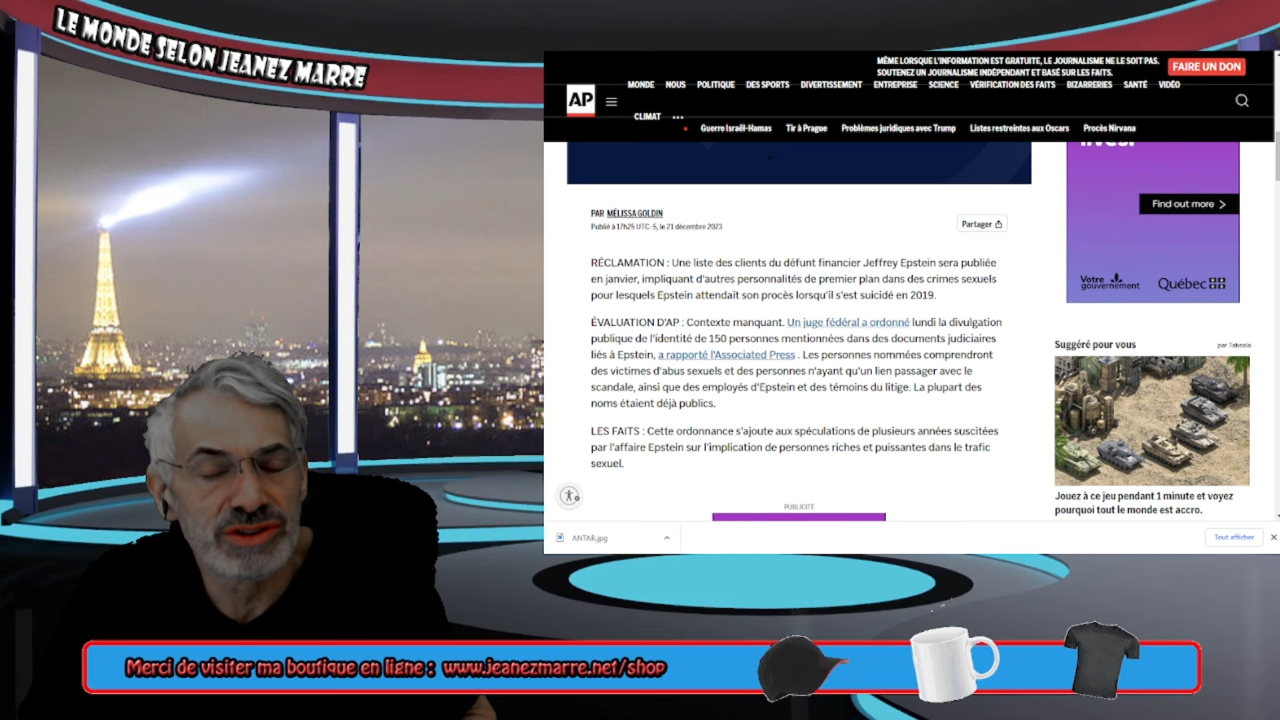 LE MONDE SELON JEANEZ MARRE
MÊME LORSQUE L'INFORMATION EST GRATUITE, LE JOURNALISME NE LE SOIT PAS.
SOUTENEZ UN JOURNALISME INDÉPENDANT ET BASÉ SUR LES FAITS.
FAIRE UN DON
AP
MONDE NOUS POLITIQUE DES SPORTS DIVERTISSEMENT ENTREPRISE SCIENCE VÉRIFICATION DES FAITS BIZARRERIES SANTÉ VIDÉO
CLIMAT
Guerre Israël-Hamas Tir à Prague Problèmes juridiques avec Trump Listes restreintes aux Oscars Procès Nirvana
PAR MÉLISSA GOLDIN
Publié à 17h25 UTC-5, le 21 décembre 2023
Partager
RÉCLAMATION : Une liste des clients du défunt financier Jeffrey Epstein sera publiée
en janvier, impliquant d'autres personnalités de premier plan dans des crimes sexuels
pour lesquels Epstein attendait son procès lorsqu'il s'est suicidé en 2019.
ÉVALUATION D'AP : Contexte manquant. Un juge fédéral a ordonné lundi la divulgation
publique de l'identité de 150 personnes mentionnées dans des documents judiciaires
liés à Epstein, a rapporté l'Associated Press . Les personnes nommées comprendront
des victimes d'abus sexuels et des personnes n'ayant qu'un lien passager avec le
scandale, ainsi que des employés d'Epstein et des témoins du litige. La plupart des
noms étaient déjà publics.
LES FAITS : Cette ordonnance s'ajoute aux spéculations de plusieurs années suscitées
par l'affaire Epstein sur l'implication de personnes riches et puissantes dans le trafic
sexuel.
PUBLICITÉ
Find out more
Votre
gouvernement
Québec
Suggéré pour vous
par Taboola
Jouez à ce jeu pendant 1 minute et voyez
pourquoi tout le monde est accro.
ANTAR.jpg
Tout afficher
Merci de visiter ma boutique en ligne : www.jeanezmarre.net/shop